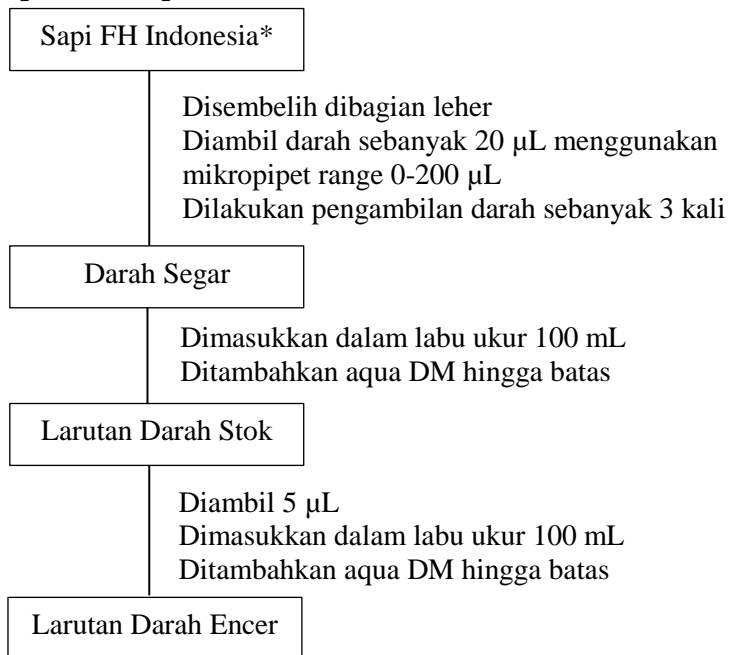 Sapi FH Indonesia*
Disembelih dibagian leher
Diambil darah sebanyak 20 µL menggunakan
mikropipet range 0-200 µL
Dilakukan pengambilan darah sebanyak 3 kali
Darah Segar
Dimasukkan dalam labu ukur 100 mL
Ditambahkan aqua DM hingga batas
Larutan Darah Stok
Diambil 5 µL
Dimasukkan dalam labu ukur 100 mL
Ditambahkan aqua DM hingga batas
Larutan Darah Encer